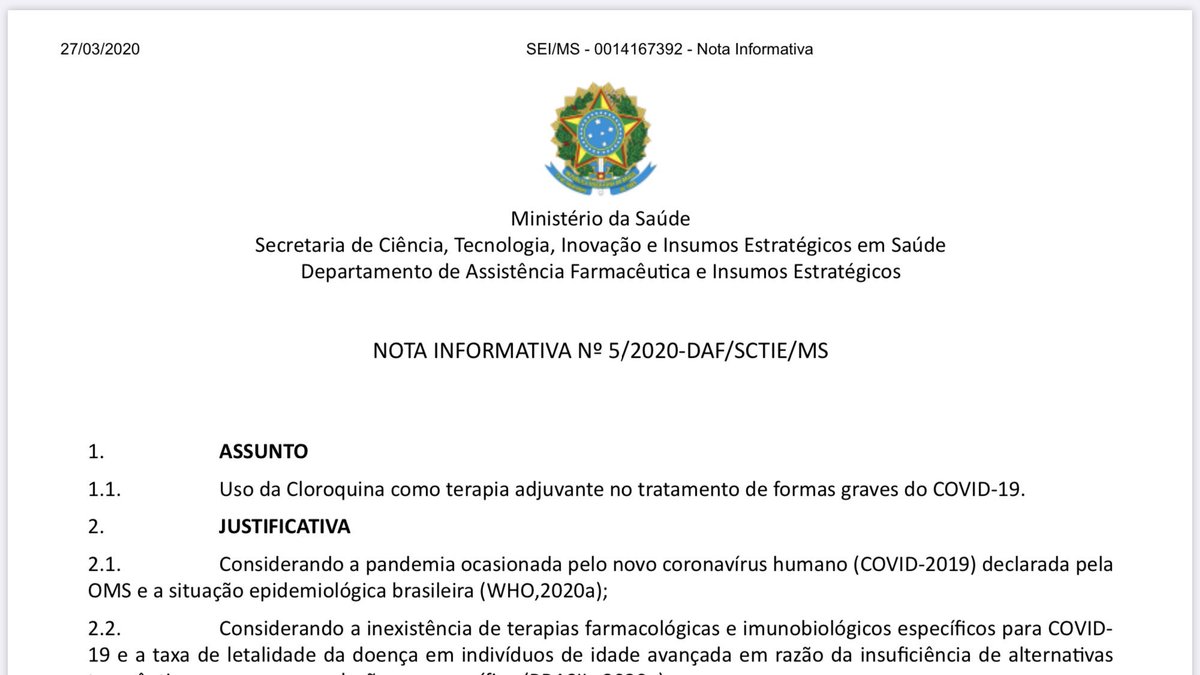 27/03/2020
SEI/MS - 0014167392 - Nota Informativa
Ministério da Saúde
Secretaria de Ciência, Tecnologia, Inovação e Insumos Estratégicos em Saúde
Departamento de Assistência Farmacêutica e Insumos Estratégicos
NOTA INFORMATIVA Nº 5/2020-DAF/SCTIE/MS
1. ASSUNTO
1.1. Uso da Cloroquina como terapia adjuvante no tratamento de formas graves do COVID-19.
2. JUSTIFICATIVA
2.1. Considerando a pandemia ocasionada pelo novo coronavírus humano (COVID-2019) declarada pela
OMS e a situação epidemiológica brasileira (WHO,2020a);
2.2. Considerando a inexistência de terapias farmacológicas e imunobiológicos específicos para COVID-
19 e a taxa de letalidade da doença em indivíduos de idade avançada em razão da insuficiência de alternativas